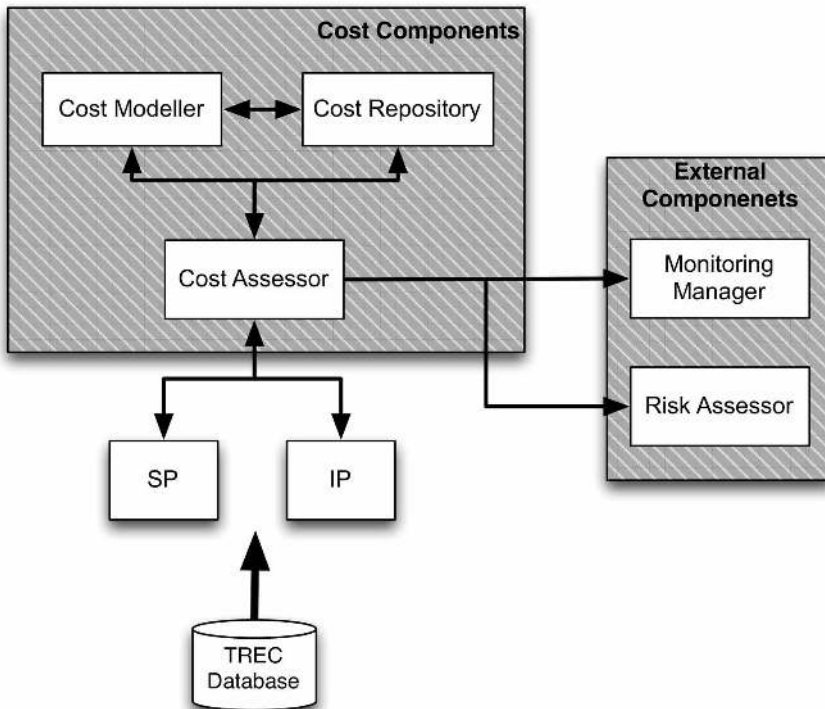 Cost Components
Cost Modeller
Cost Repository
Cost Assessor
External
Componenets
Monitoring
Manager
Risk Assessor
SP
IP
TREC
Database